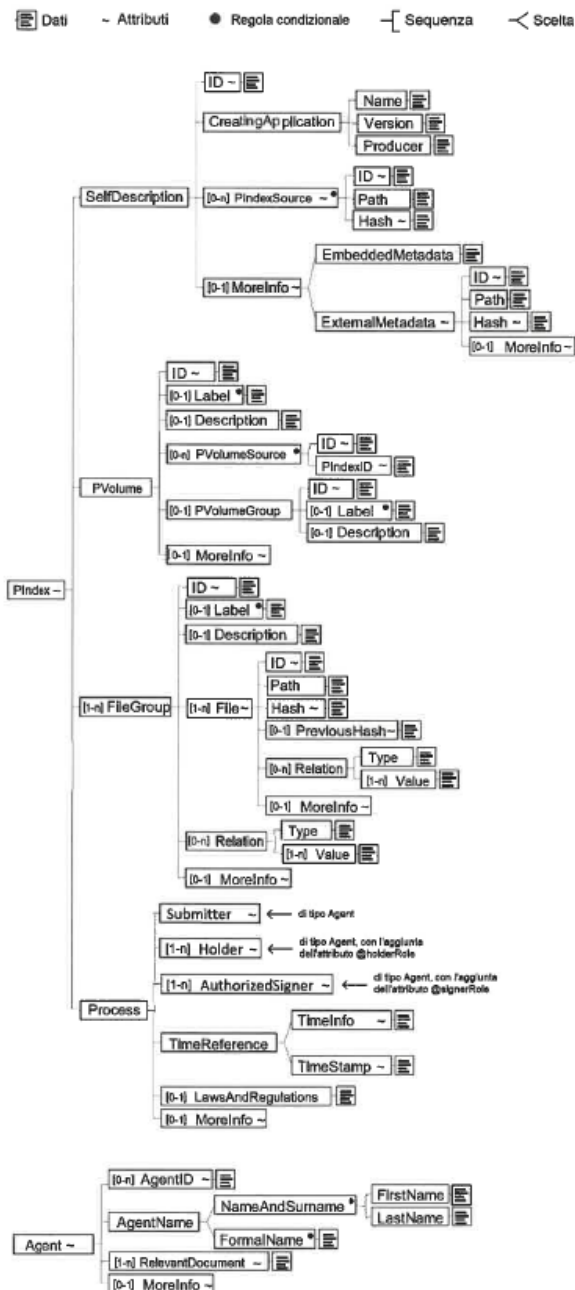 Dati ~ Attributi ● Regola condizionale Sequenza Scelta
ID ~
CreatingApplication
Name
Version
Producer
SelfDescription
[0-n] PIndexSource ~
ID ~
Path
Hash ~
[0-1] MoreInfo ~
EmbeddedMetadata
ExternalMetadata ~
ID ~
Path
Hash ~
[0-1] MoreInfo ~
PVolume
ID ~
[0-1] Label
[0-1] Description
[0-n] PVolumeSource
ID ~
PIndexID ~
[0-1] PVolumeGroup
ID ~
[0-1] Label
[0-1] Description
[0-1] MoreInfo ~
PIndex ~
[1-n] FileGroup
ID ~
[0-1] Label
[0-1] Description
[1-n] File ~
ID ~
Path
Hash ~
[0-1] PreviousHash ~
[0-n] Relation
Type
[1-n] Value
[0-1] MoreInfo ~
[0-n] Relation
Type
[1-n] Value
[0-1] MoreInfo ~
Process
Submitter ~
di tipo Agent
[1-n] Holder ~
di tipo Agent, con l'aggiunta
dell'attributo @holderRole
[1-n] AuthorizedSigner ~
di tipo Agent, con l'aggiunta
dell'attributo @signerRole
TimeReference
TimeInfo ~
TimeStamp ~
[0-1] LawsAndRegulations
[0-1] MoreInfo ~
Agent ~
[0-n] AgentID ~
AgentName
NameAndSurname
FirstName
LastName
FormalName
[1-n] RelevantDocument ~
[0-1] MoreInfo ~